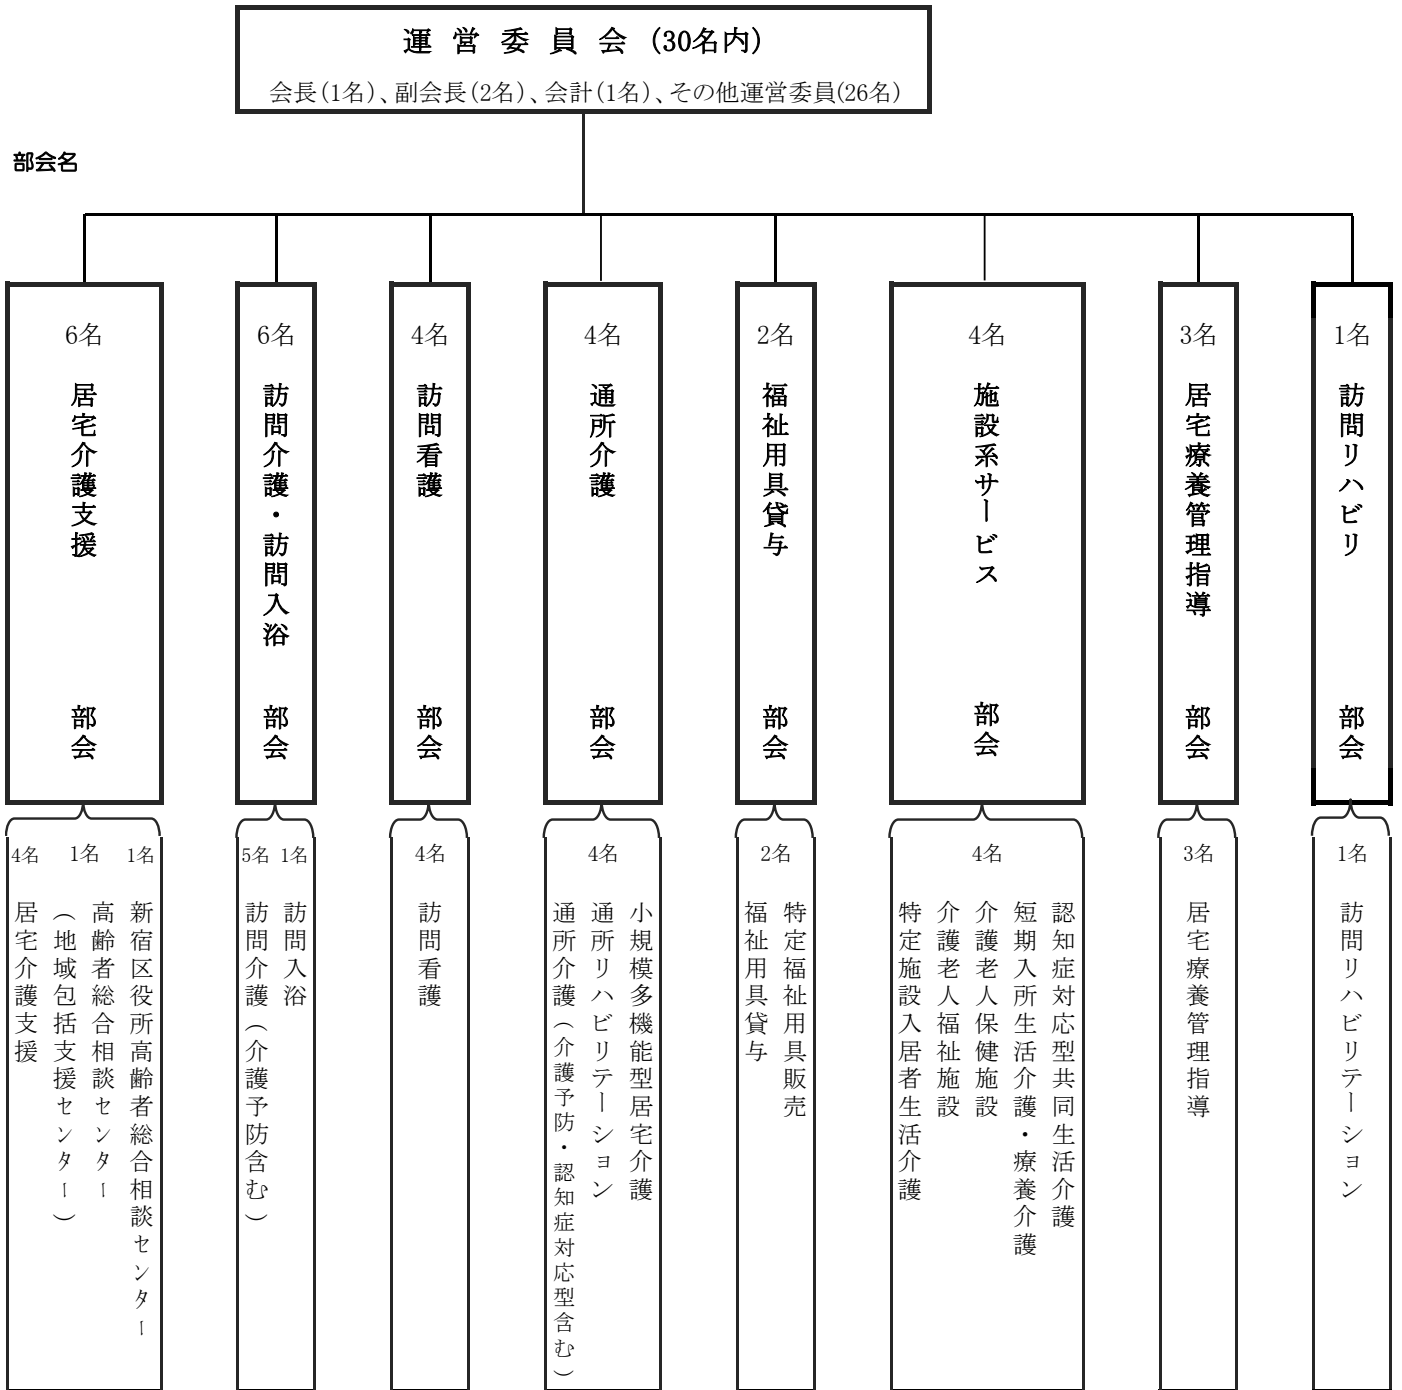 運 営 委 員 会 (30名内)
会長(1名)、副会長(2名)、会計(1名)、その他運営委員(26名)
部会名
6名
居宅介護支援 部会
6名
訪問介護・訪問入浴 部会
4名
訪問看護 部会
4名
通所介護 部会
2名
福祉用具貸与 部会
4名
施設系サービス 部会
3名
居宅療養管理指導 部会
1名
訪問リハビリ 部会
4名 1名 1名
新宿区役所高齢者総合相談センター
高齢者総合相談センター
(地域包括支援センター)
居宅介護支援
5名 1名
訪問入浴
訪問介護(介護予防含む)
4名
訪問看護
4名
小規模多機能型居宅介護
通所リハビリテーション
通所介護(介護予防・認知症対応型含む)
2名
特定福祉用具販売
福祉用具貸与
4名
認知症対応型共同生活介護
短期入所生活介護・療養介護
介護老人保健施設
介護老人福祉施設
特定施設入居者生活介護
3名
居宅療養管理指導
1名
訪問リハビリテーション